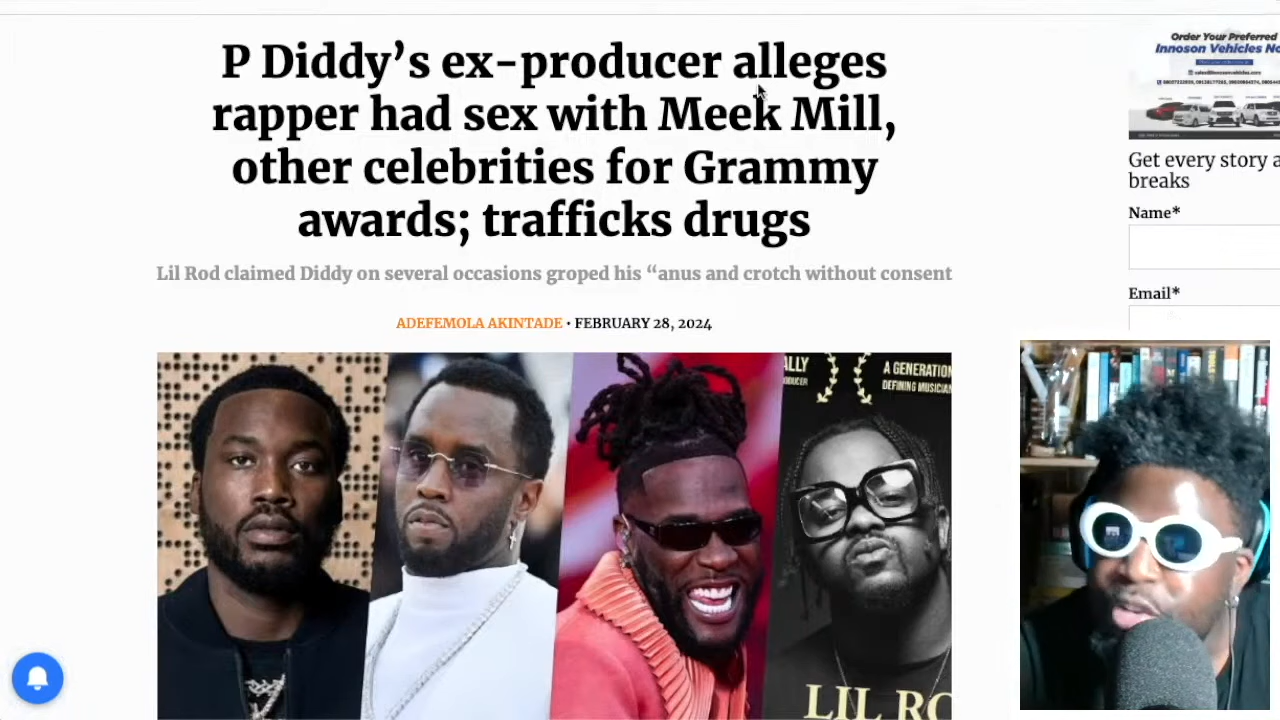 P Diddy’s ex-producer alleges
rapper had sex with Meek Mill,
other celebrities for Grammy
awards; trafficks drugs
Lil Rod claimed Diddy on several occasions groped his “anus and crotch without consent
ADEFEMOLA AKINTADE • FEBRUARY 28, 2024
ALLY
A GENERATION
DEFINING MUSICIAN
LIL RO
Order Your Preferred
Innoson Vehicles No
Get every story a
breaks
Name*
Email*